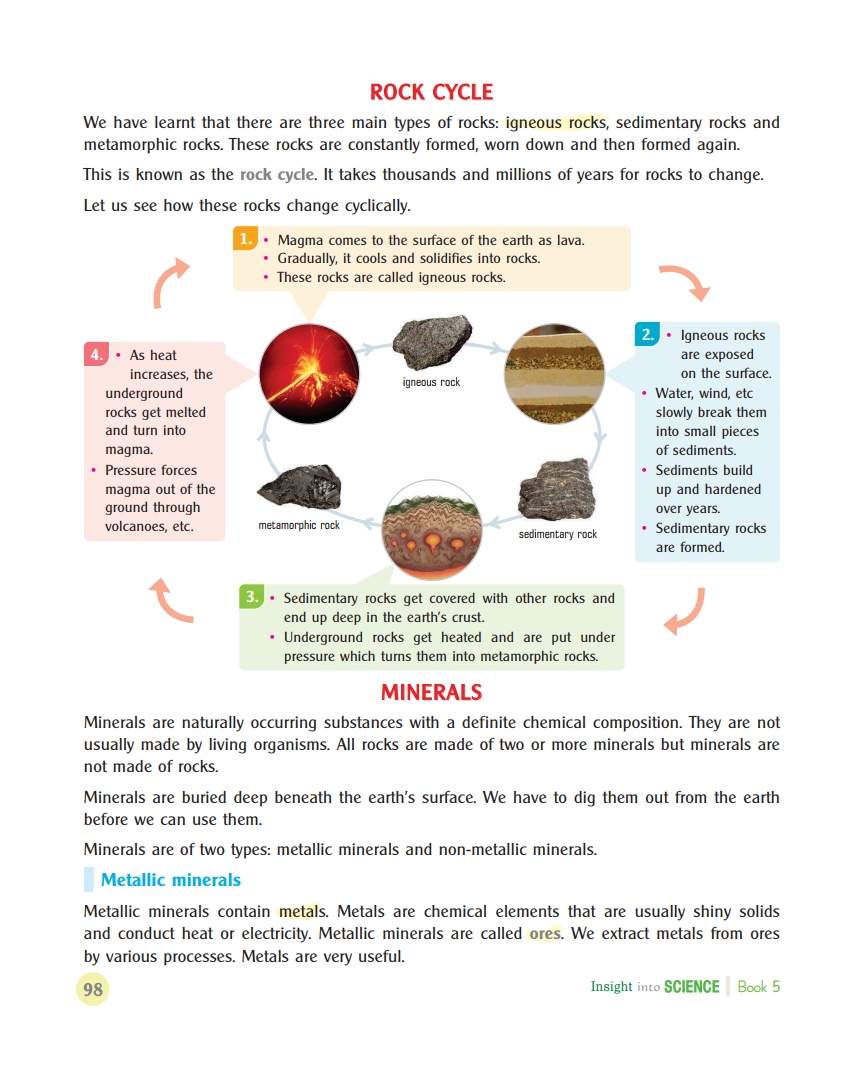 ROCK CYCLE
We have learnt that there are three main types of rocks: igneous rocks, sedimentary rocks and
metamorphic rocks. These rocks are constantly formed, worn down and then formed again.
This is known as the rock cycle. It takes thousands and millions of years for rocks to change.
Let us see how these rocks change cyclically.
1. • Magma comes to the surface of the earth as lava.
• Gradually, it cools and solidifies into rocks.
• These rocks are called igneous rocks.
igneous rock
2. • Igneous rocks
are exposed
on the surface.
• Water, wind, etc
slowly break them
into small pieces
of sediments.
• Sediments build
up and hardened
over years.
• Sedimentary rocks
are formed.
sedimentary rock
3. • Sedimentary rocks get covered with other rocks and
end up deep in the earth's crust.
• Underground rocks get heated and are put under
pressure which turns them into metamorphic rocks.
metamorphic rock
4. • As heat
increases, the
underground
rocks get melted
and turn into
magma.
• Pressure forces
magma out of the
ground through
volcanoes, etc.
MINERALS
Minerals are naturally occurring substances with a definite chemical composition. They are not
usually made by living organisms. All rocks are made of two or more minerals but minerals are
not made of rocks.
Minerals are buried deep beneath the earth's surface. We have to dig them out from the earth
before we can use them.
Minerals are of two types: metallic minerals and non-metallic minerals.
Metallic minerals
Metallic minerals contain metals. Metals are chemical elements that are usually shiny solids
and conduct heat or electricity. Metallic minerals are called ores. We extract metals from ores
by various processes. Metals are very useful.
98
Insight into SCIENCE Book 5